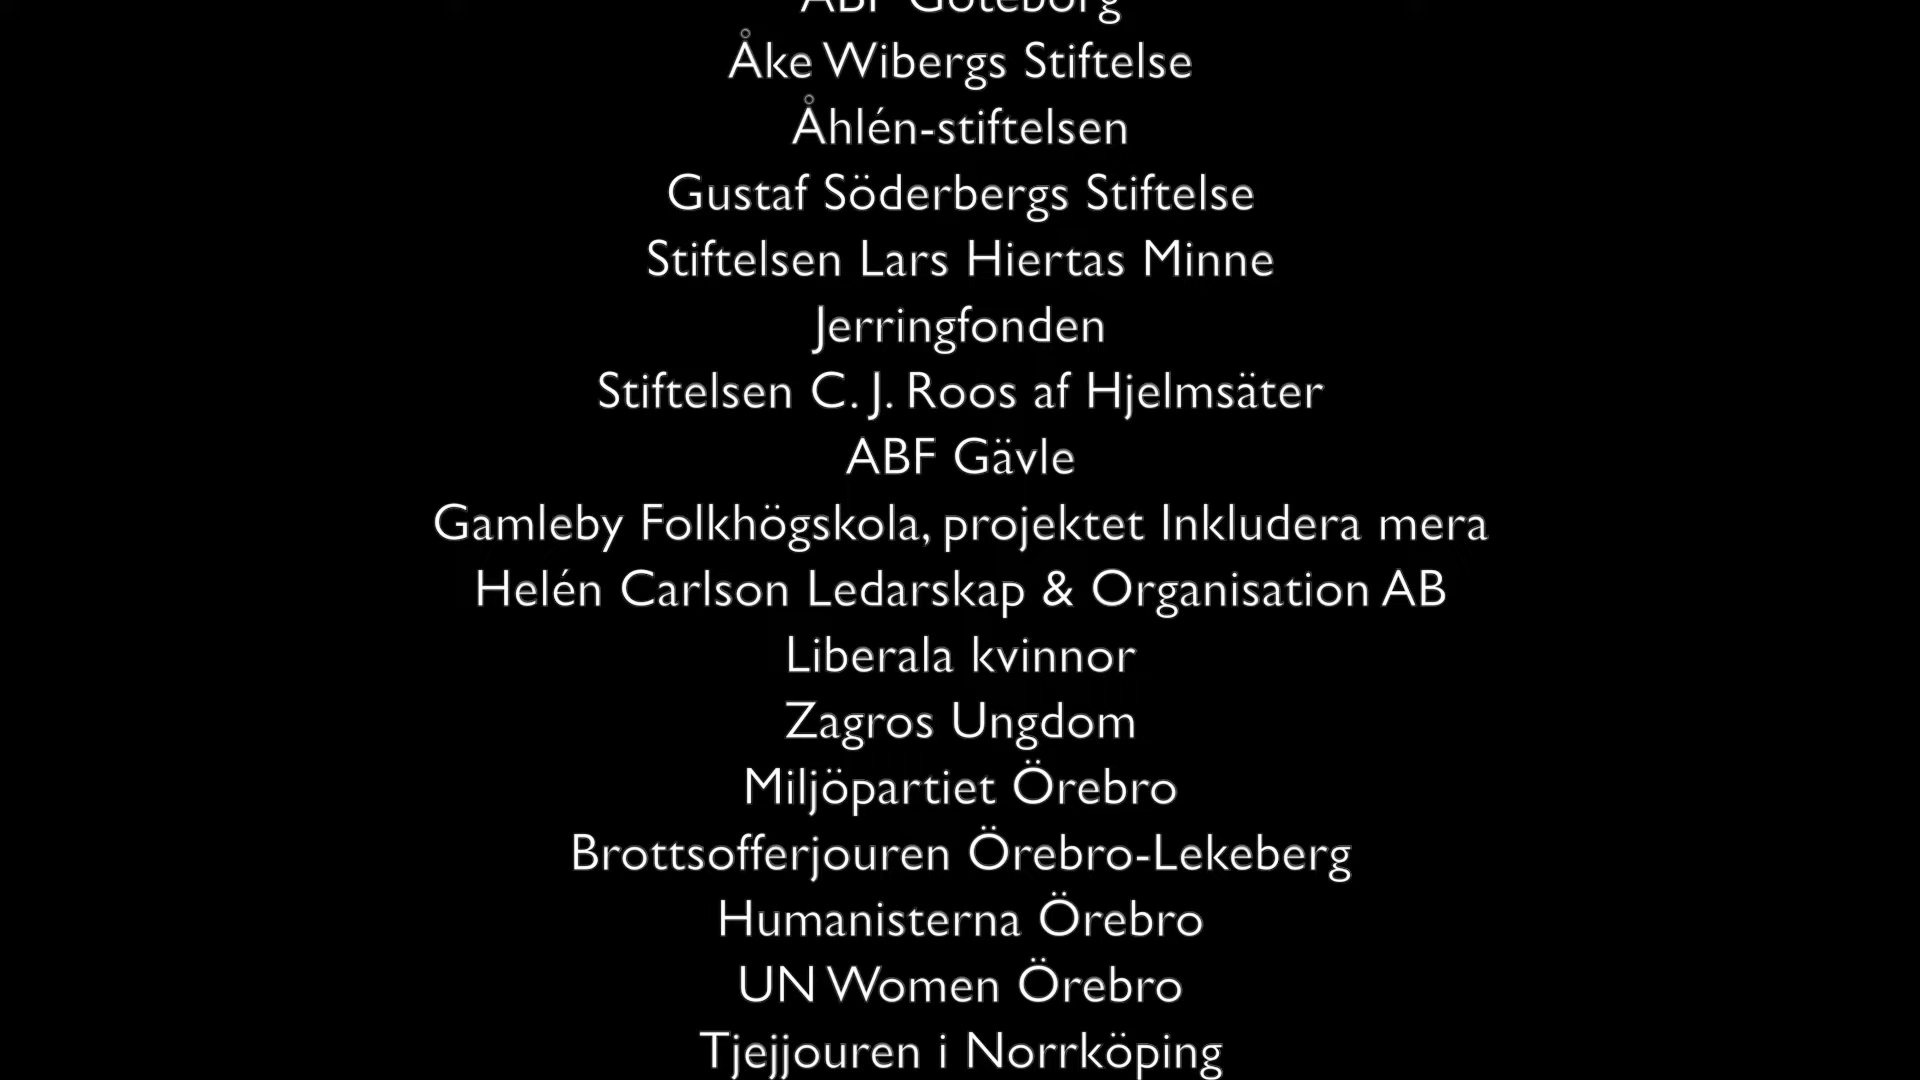 ABF Göteborg
Åke Wibergs Stiftelse
Åhlén-stiftelsen
Gustaf Söderbergs Stiftelse
Stiftelsen Lars Hiertas Minne
Jerringfonden
Stiftelsen C. J. Roos af Hjelmsäter
ABF Gävle
Gamleby Folkhögskola, projektet Inkludera mera
Helén Carlson Ledarskap & Organisation AB
Liberala kvinnor
Zagros Ungdom
Miljöpartiet Örebro
Brottsofferjouren Örebro-Lekeberg
Humanisterna Örebro
UN Women Örebro
Tjejjouren i Norrköping